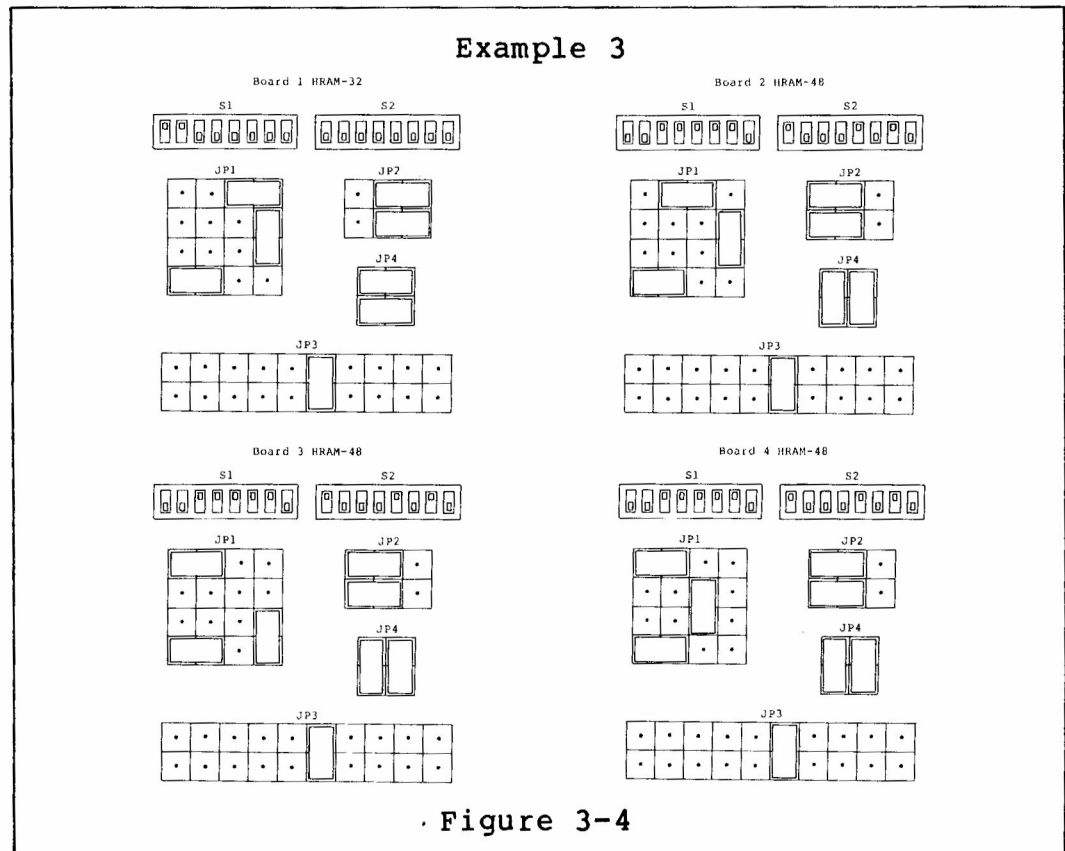 Example 3
Board 1 HRAM-32
S1 S2
JP1 JP2
JP4
JP3
Board 2 HRAM-48
S1 S2
JP1 JP2
JP4
JP3
Board 3 HRAM-48
S1 S2
JP1 JP2
JP4
JP3
Board 4 HRAM-48
S1 S2
JP1 JP2
JP4
JP3
Figure 3-4